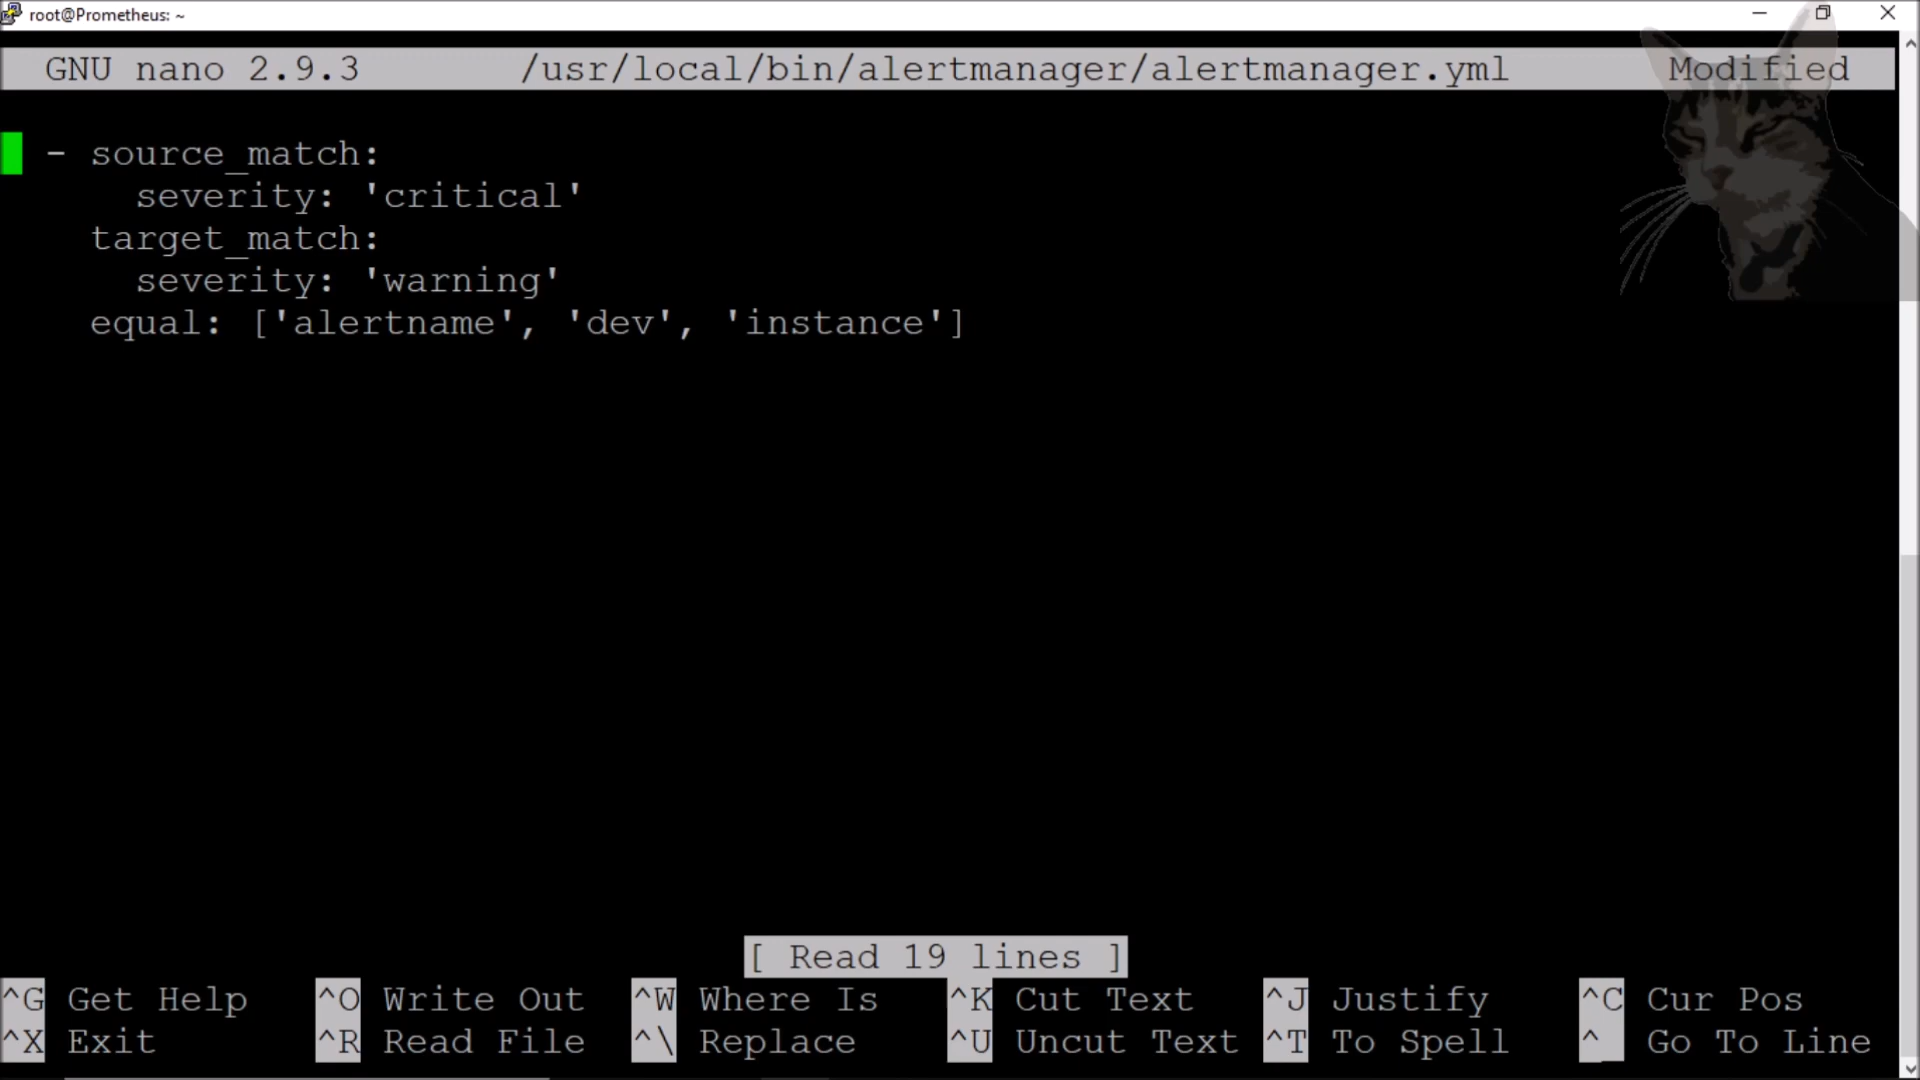 root@Prometheus: ~
GNU nano 2.9.3 /usr/local/bin/alertmanager/alertmanager.yml Modified
- source_match:
severity: 'critical'
target_match:
severity: 'warning'
equal: ['alertname', 'dev', 'instance']
[ Read 19 lines ]
^G Get Help ^O Write Out ^W Where Is ^K Cut Text ^J Justify ^C Cur Pos
^X Exit ^R Read File ^\ Replace ^U Uncut Text ^T To Spell ^_ Go To Line